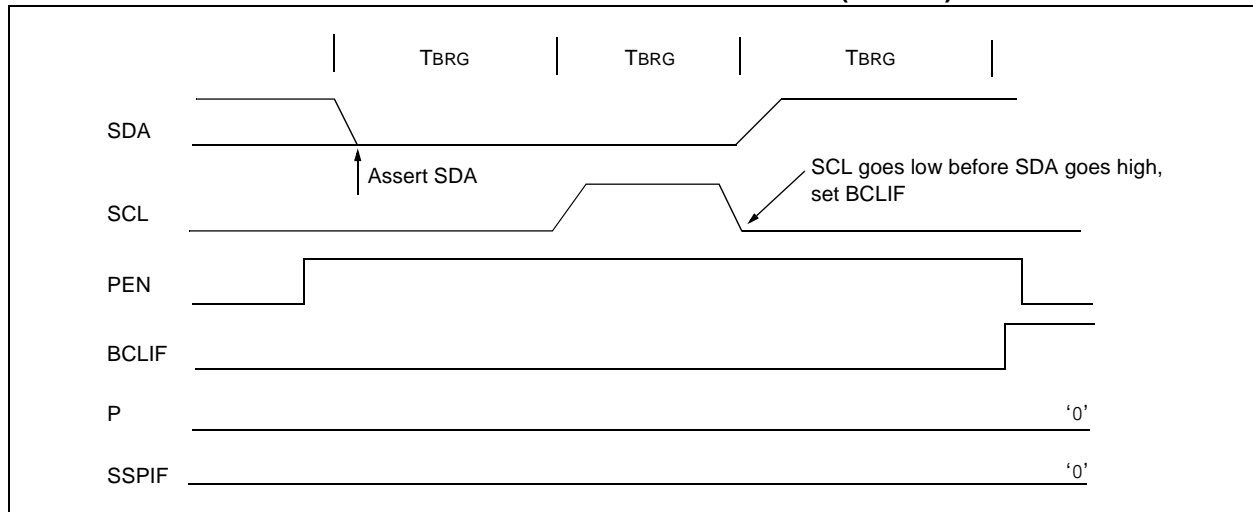 TBRG TBRG TBRG
SDA
Assert SDA
SCL goes low before SDA goes high,
set BCLIF
SCL
PEN
BCLIF
P ‘0’
SSPIF ‘0’